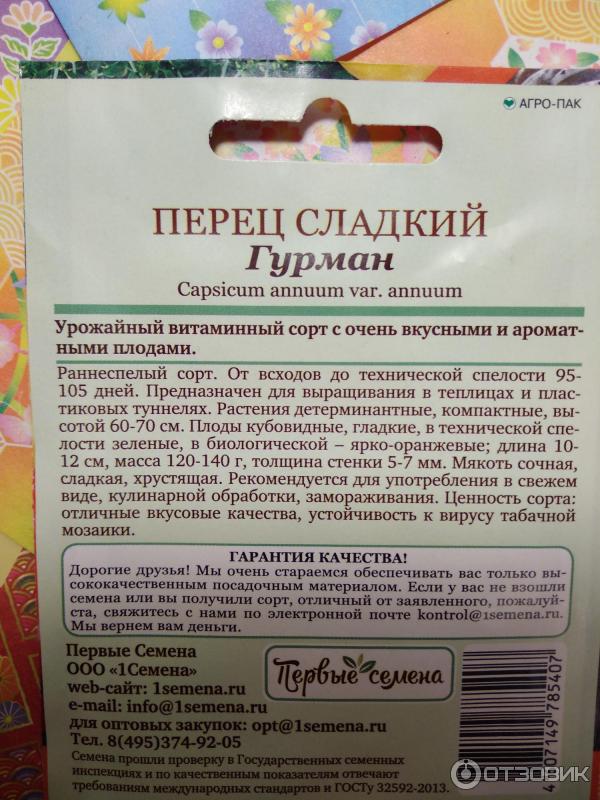 АГРО-ПАК
ПЕРЕЦ СЛАДКИЙ
Гурман
Capsicum annuum var. annuum
Урожайный витаминный сорт с очень вкусными и аромат-
ными плодами.
Раннеспелый сорт. От всходов до технической спелости 95-
105 дней. Предназначен для выращивания в теплицах и плас-
тиковых туннелях. Растения детерминантные, компактные, вы-
сотой 60-70 см. Плоды кубовидные, гладкие, в технической спе-
лости зеленые, в биологической – ярко-оранжевые; длина 10-
12 см, масса 120-140 г, толщина стенки 5-7 мм. Мякоть сочная,
сладкая, хрустящая. Рекомендуется для употребления в свежем
виде, кулинарной обработки, замораживания. Ценность сорта:
отличные вкусовые качества, устойчивость к вирусу табачной
мозаики.
ГАРАНТИЯ КАЧЕСТВА!
Дорогие друзья! Мы очень стараемся обеспечивать вас только вы-
сококачественным посадочным материалом. Если у вас не взошли
семена или вы получили сорт, отличный от заявленного, пожалуй-
ста, свяжитесь с нами по электронной почте kontrol@1semena.ru.
Мы вернем вам деньги.
Первые Семена
ООО «1Семена»
web-сайт: 1semena.ru
e-mail: info@1semena.ru
для оптовых закупок: opt@1semena.ru
Тел. 8(495)374-92-05
Первые семена
Семена прошли проверку в Государственных семенных
инспекциях и по качественным показателям отвечают
требованиям международных стандартов и ГОСТу 32592-2013.
785407
ОТЗОВИК